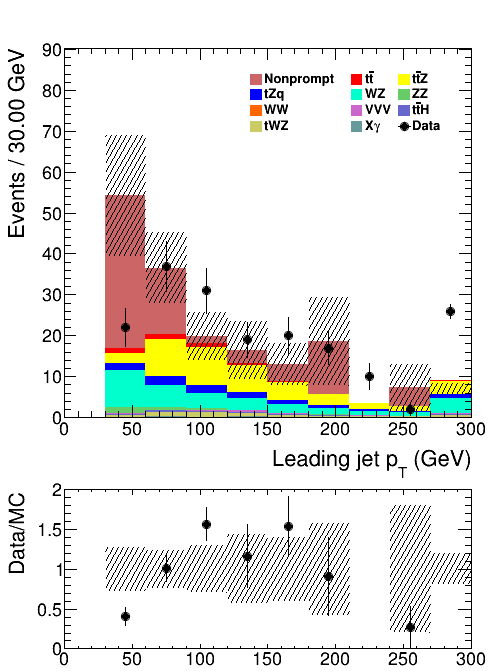 Events / 30.00 GeV
90
80
70
60
50
40
30
20
10
0
Nonprompt tt̄ tt̄Z
tZq WZ ZZ
WW VVV tt̄H
tWZ Xγ Data
0 50 100 150 200 250 300
Leading jet p_T (GeV)
Data/MC
2
1.5
1
0.5
0
0 50 100 150 200 250 300